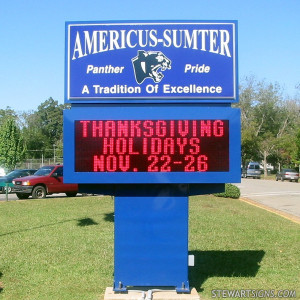 AMERICUS-SUMTER
Panther Pride
A Tradition Of Excellence
THANKSGIVING
HOLIDAYS
NOV. 22-26
STEWARTSIGNS.COM